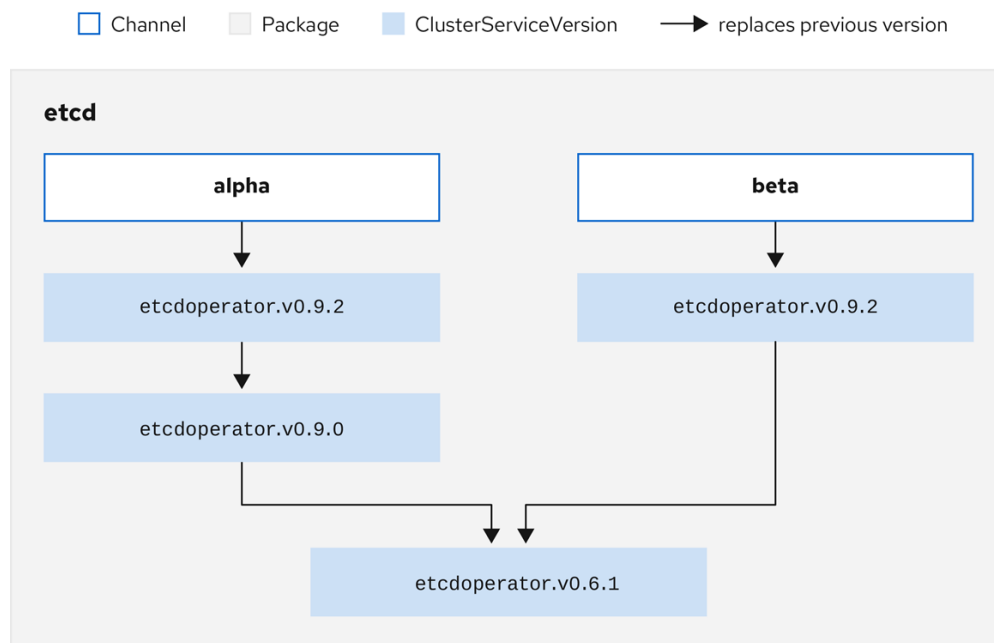 Channel Package ClusterServiceVersion replaces previous version
etcd
alpha beta
etcdoperator.v0.9.2 etcdoperator.v0.9.2
etcdoperator.v0.9.0
etcdoperator.v0.6.1